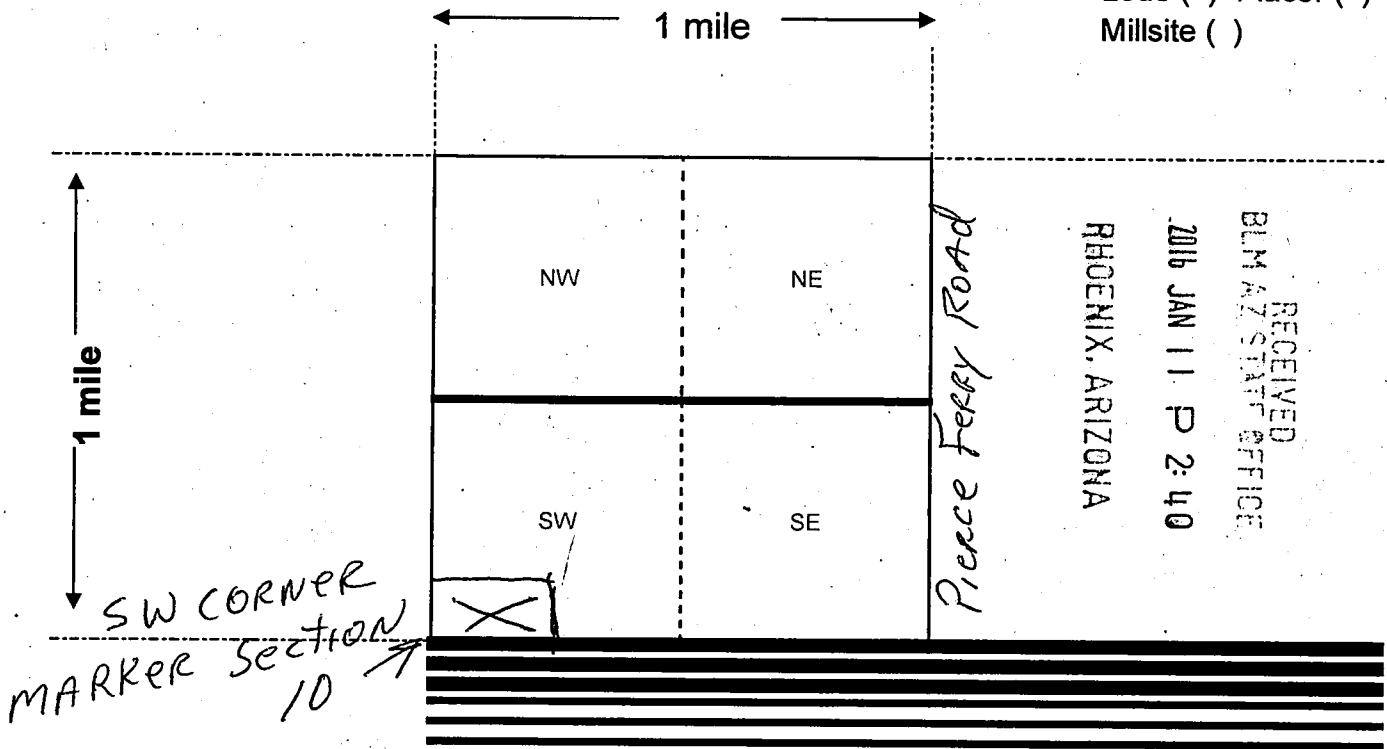 1 mile
Millsite ( )
1 mile
NW
NE
SW
SE
Pierce Ferry Road
RECEIVED
BLM AZ STATE OFFICE
2016 JAN 11 P 2:40
PHOENIX, ARIZONA
SW CORNER
MARKER Section
10